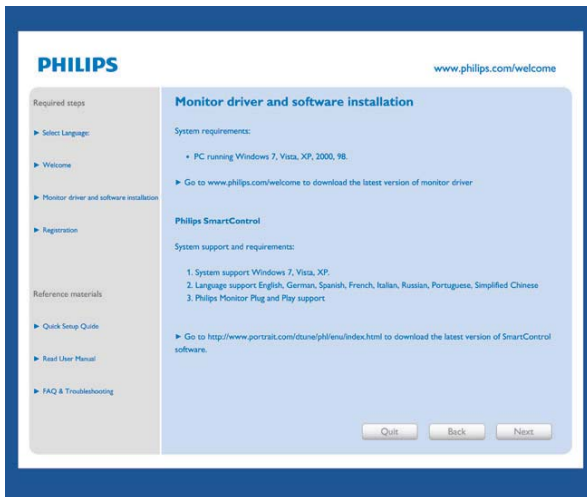 PHILIPS
www.philips.com/welcome
Required steps
► Select Language:
► Welcome
► Monitor driver and software installation
► Registration
Reference materials
► Quick Setup Quide
► Read User Manual
► FAQ & Troubleshooting
Monitor driver and software installation
System requirements:
• PC running Windows 7, Vista, XP, 2000, 98.
► Go to www.philips.com/welcome to download the latest version of monitor driver
Philips SmartControl
System support and requirements:
1. System support Windows 7, Vista, XP.
2. Language support English, German, Spanish, French, Italian, Russian, Portuguese, Simplified Chinese
3. Philips Monitor Plug and Play support
► Go to http://www.portrait.com/dtune/phl/enu/index.html to download the latest version of SmartControl
software.
Quit
Back
Next